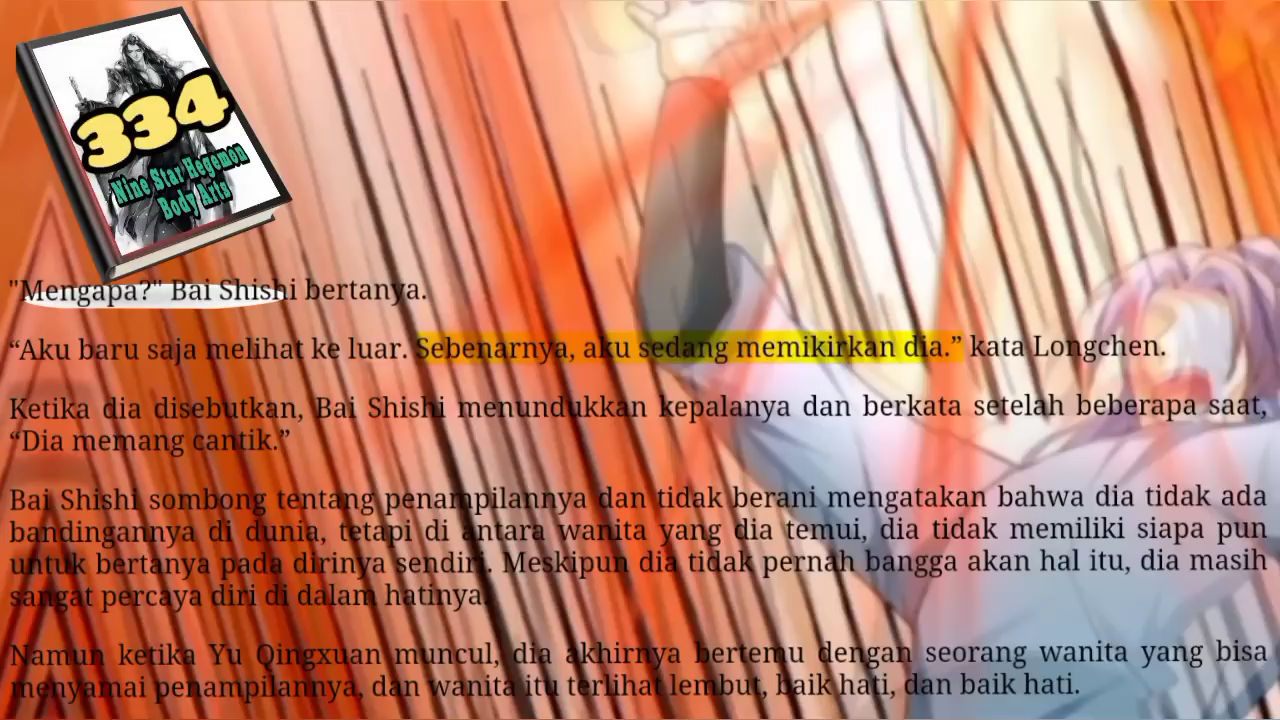 334
Nine Star Hegemon
Body Arts
"Mengapa?" Bai Shishi bertanya.
“Aku baru saja melihat ke luar. Sebenarnya, aku sedang memikirkan dia.” kata Longchen.
Ketika dia disebutkan, Bai Shishi menundukkan kepalanya dan berkata setelah beberapa saat,
“Dia memang cantik.”
Bai Shishi sombong tentang penampilannya dan tidak berani mengatakan bahwa dia tidak ada
bandingannya di dunia, tetapi di antara wanita yang dia temui, dia tidak memiliki siapa pun
untuk bertanya pada dirinya sendiri. Meskipun dia tidak pernah bangga akan hal itu, dia masih
sangat percaya diri di dalam hatinya.
Namun ketika Yu Qingxuan muncul, dia akhirnya bertemu dengan seorang wanita yang bisa
menyamai penampilannya, dan wanita itu terlihat lembut, baik hati, dan baik hati.